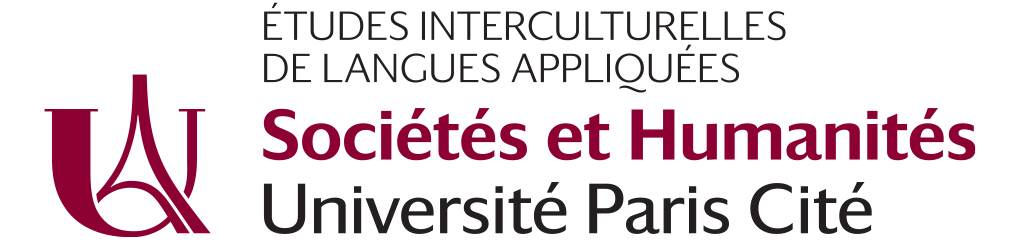 ÉTUDES INTERCULTURELLES
DE LANGUES APPLIQUÉES
Sociétés et Humanités
Université Paris Cité